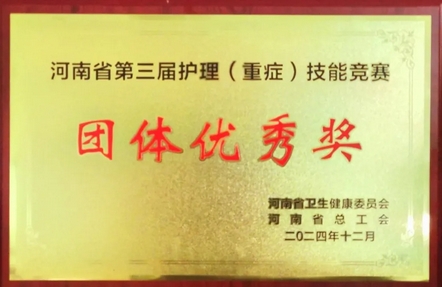 河南省第三届护理（重症）技能竞赛
团体优秀奖
河南省卫生健康委员会
河南省总工会
二〇二四年十二月